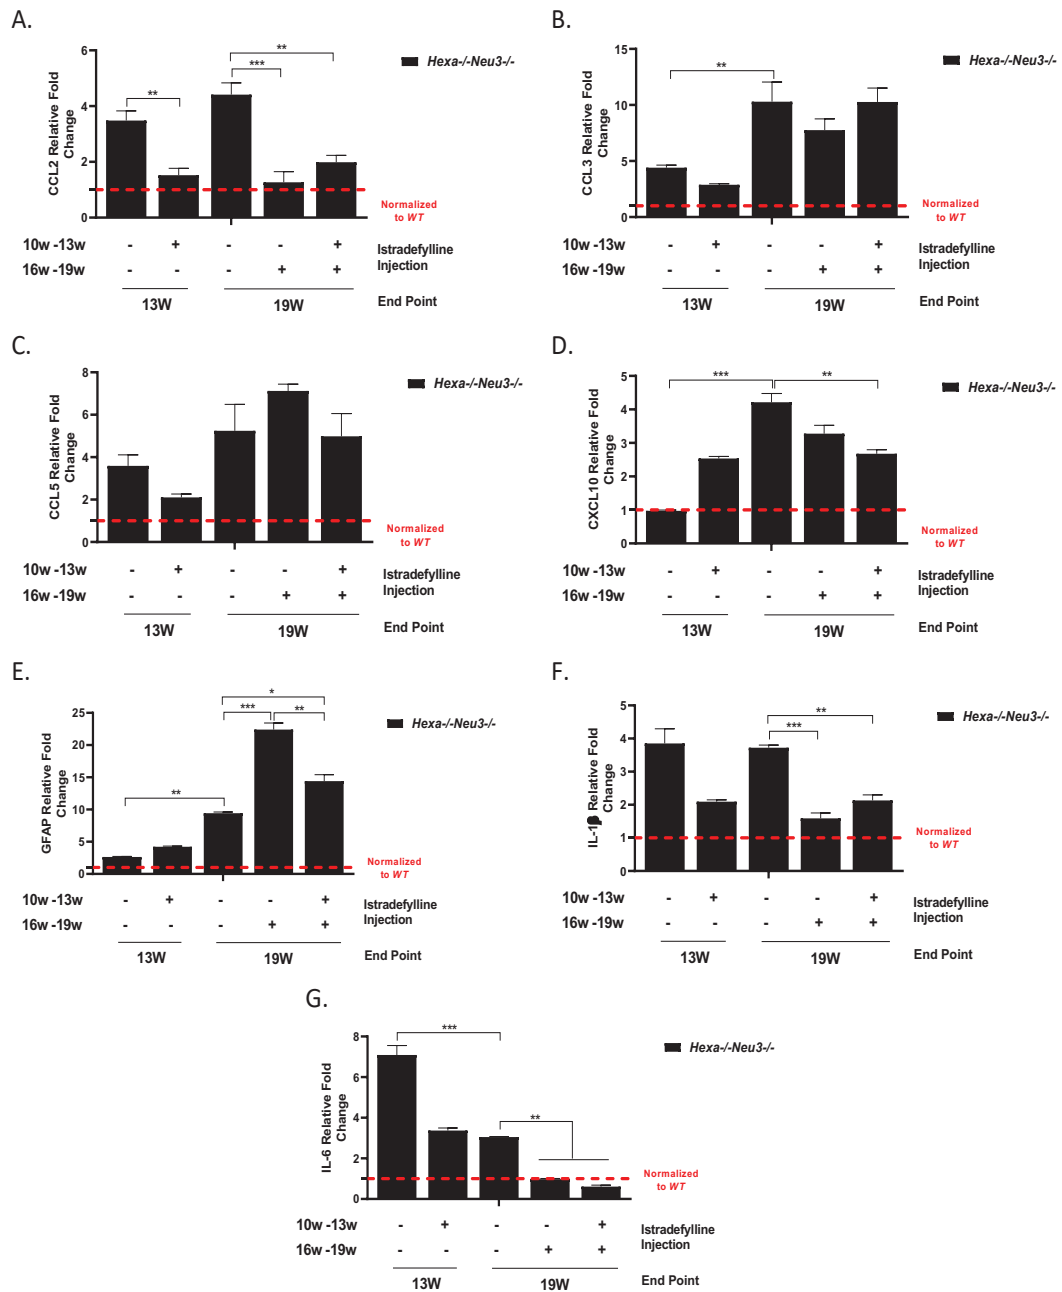 A.
CCL2 Relative Fold
Change
6
4
2
0
**
***
**
Hexa-/-Neu3-/-
Normalized
to WT
10w -13w - + - - +
16w -19w - - - + +
Istradefylline
Injection
13W 19W End Point
B.
CCL3 Relative Fold
Change
15
10
5
0
**
Hexa-/-Neu3-/-
Normalized
to WT
10w -13w - + - - +
16w -19w - - - + +
Istradefylline
Injection
13W 19W End Point
C.
CCL5 Relative Fold
Change
8
6
4
2
0
Hexa-/-Neu3-/-
Normalized
to WT
10w -13w - + - - +
16w -19w - - - + +
Istradefylline
Injection
13W 19W End Point
D.
CXCL10 Relative Fold
Change
5
4
3
2
1
0
*** **
Hexa-/-Neu3-/-
Normalized
to WT
10w -13w - + - - +
16w -19w - - - + +
Istradefylline
Injection
13W 19W End Point
E.
GFAP Relative Fold
Change
25
20
15
10
5
0
*
*** **
**
Hexa-/-Neu3-/-
Normalized
to WT
10w -13w - + - - +
16w -19w - - - + +
Istradefylline
Injection
13W 19W End Point
F.
IL-1β Relative Fold
Change
5
4
3
2
1
0
**
***
Hexa-/-Neu3-/-
Normalized
to WT
10w -13w - + - - +
16w -19w - - - + +
Istradefylline
Injection
13W 19W End Point
G.
IL-6 Relative Fold
Change
8
6
4
2
0
***
**
Hexa-/-Neu3-/-
Normalized
to WT
10w -13w - + - - +
16w -19w - - - + +
Istradefylline
Injection
13W 19W End Point